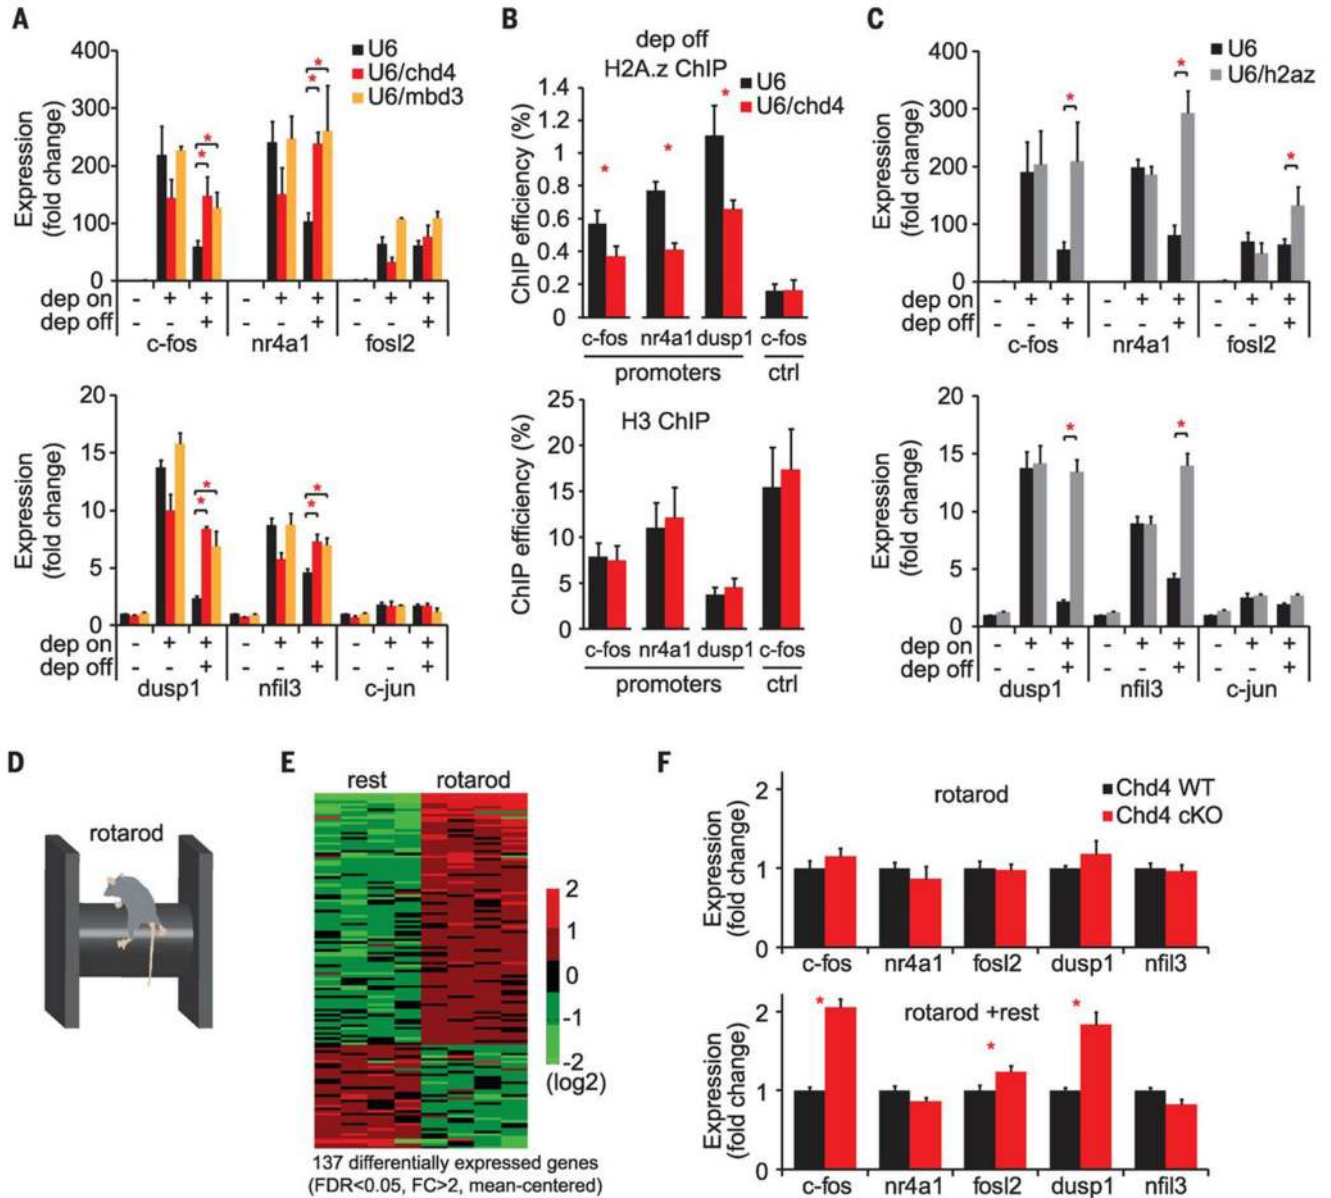 A
Expression
(fold change)
400
300
200
100
0
U6
U6/chd4
U6/mbd3
*
*
*
*
dep on - + + - + + - + +
dep off - - + - - + - - +
c-fos nr4a1 fosl2
Expression
(fold change)
20
15
10
5
0
*
*
*
*
dep on - + + - + + - + +
dep off - - + - - + - - +
dusp1 nfil3 c-jun
B
dep off
H2A.z ChIP
U6
U6/chd4
ChIP efficiency (%)
1.4
1.2
1
0.8
0.6
0.4
0.2
0
* * *
c-fos nr4a1 dusp1 c-fos
promoters ctrl
H3 ChIP
ChIP efficiency (%)
25
20
15
10
5
0
c-fos nr4a1 dusp1 c-fos
promoters ctrl
C
Expression
(fold change)
400
300
200
100
0
U6
U6/h2az
* * *
dep on - + + - + + - + +
dep off - - + - - + - - +
c-fos nr4a1 fosl2
Expression
(fold change)
20
15
10
5
0
* *
dep on - + + - + + - + +
dep off - - + - - + - - +
dusp1 nfil3 c-jun
D
rotarod
E
rest rotarod
2
1
0
-1
-2
(log2)
137 differentially expressed genes
(FDR<0.05, FC>2, mean-centered)
F
Expression
(fold change)
2
1
0
rotarod
Chd4 WT
Chd4 cKO
c-fos nr4a1 fosl2 dusp1 nfil3
Expression
(fold change)
2
1
0
rotarod +rest
* * *
c-fos nr4a1 fosl2 dusp1 nfil3